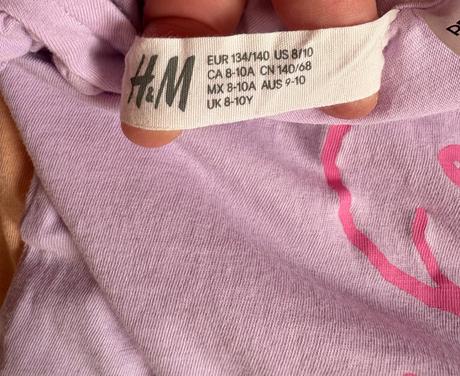 H&M
EUR 134/140 US 8/10
CA 8-10A CN 140/68
MX 8-10A AUS 9-10
UK 8-10Y